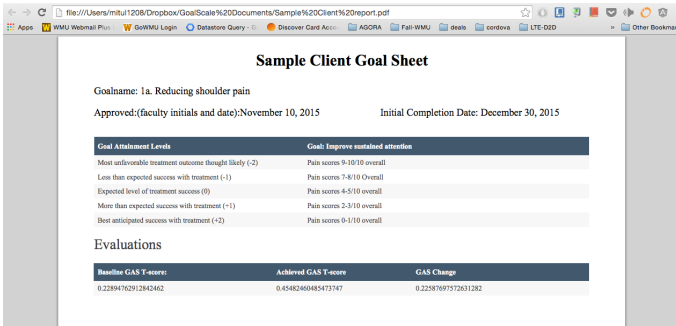 file:///Users/mitul1208/Dropbox/GoalScale%20Documents/Sample%20Client%20report.pdf
Apps WMU Webmail Plus GoWMU Login Datastore Query - G Discover Card Acco AGORA Fall-WMU deals cordova LTE-D2D » Other Bookmar
Sample Client Goal Sheet
Goalname: 1a. Reducing shoulder pain
Approved:(faculty initials and date):November 10, 2015 Initial Completion Date: December 30, 2015
Goal Attainment Levels Goal: Improve sustained attention
Most unfavorable treatment outcome thought likely (-2) Pain scores 9-10/10 overall
Less than expected success with treatment (-1) Pain scores 7-8/10 Overall
Expected level of treatment success (0) Pain scores 4-5/10 overall
More than expected success with treatment (+1) Pain scores 2-3/10 overall
Best anticipated success with treatment (+2) Pain scores 0-1/10 overall
Evaluations
Baseline GAS T-score: Achieved GAS T-score GAS Change
0.22894762912842462 0.45482460485473747 0.22587697572631282